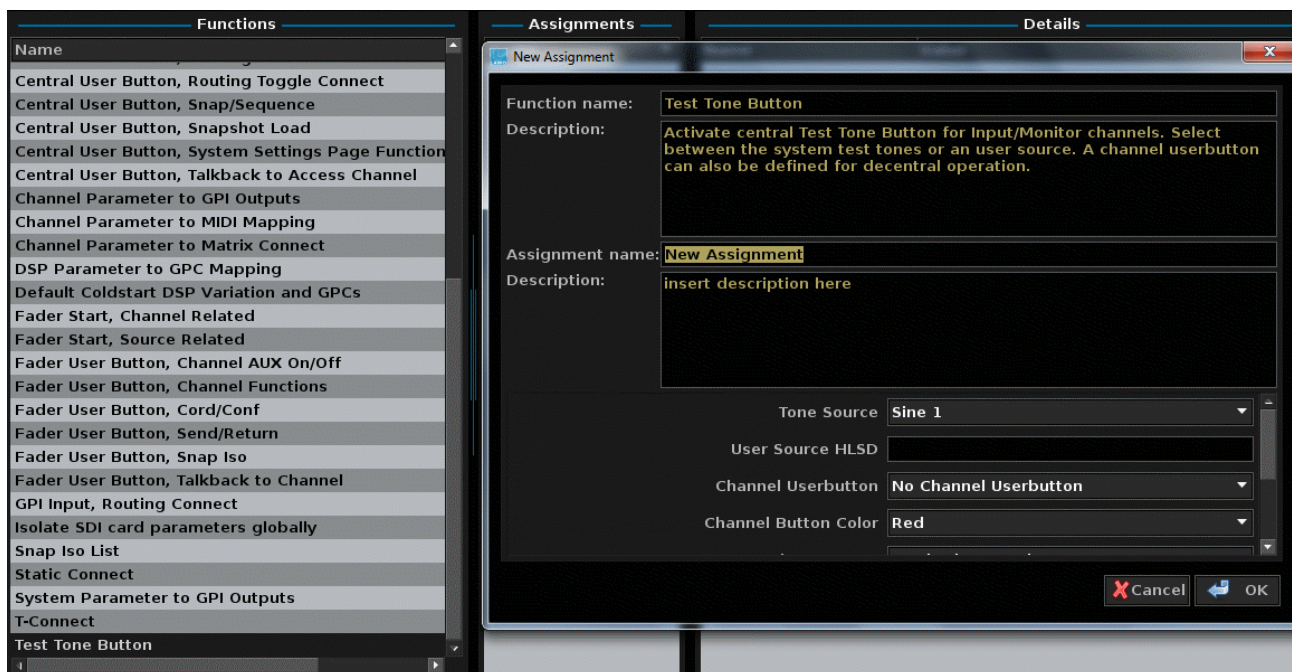 Functions
Assignments
Details
Name
Central User Button, Routing Toggle Connect
Central User Button, Snap/Sequence
Central User Button, Snapshot Load
Central User Button, System Settings Page Function
Central User Button, Talkback to Access Channel
Channel Parameter to GPI Outputs
Channel Parameter to MIDI Mapping
Channel Parameter to Matrix Connect
DSP Parameter to GPC Mapping
Default Coldstart DSP Variation and GPCs
Fader Start, Channel Related
Fader Start, Source Related
Fader User Button, Channel AUX On/Off
Fader User Button, Channel Functions
Fader User Button, Cord/Conf
Fader User Button, Send/Return
Fader User Button, Snap Iso
Fader User Button, Talkback to Channel
GPI Input, Routing Connect
Isolate SDI card parameters globally
Snap Iso List
Static Connect
System Parameter to GPI Outputs
T-Connect
Test Tone Button
New Assignment
Function name: Test Tone Button
Description: Activate central Test Tone Button for Input/Monitor channels. Select
between the system test tones or an user source. A channel userbutton
can also be defined for decentral operation.
Assignment name: New Assignment
Description: insert description here
Tone Source Sine 1
User Source HLSD
Channel Userbutton No Channel Userbutton
Channel Button Color Red
Cancel OK